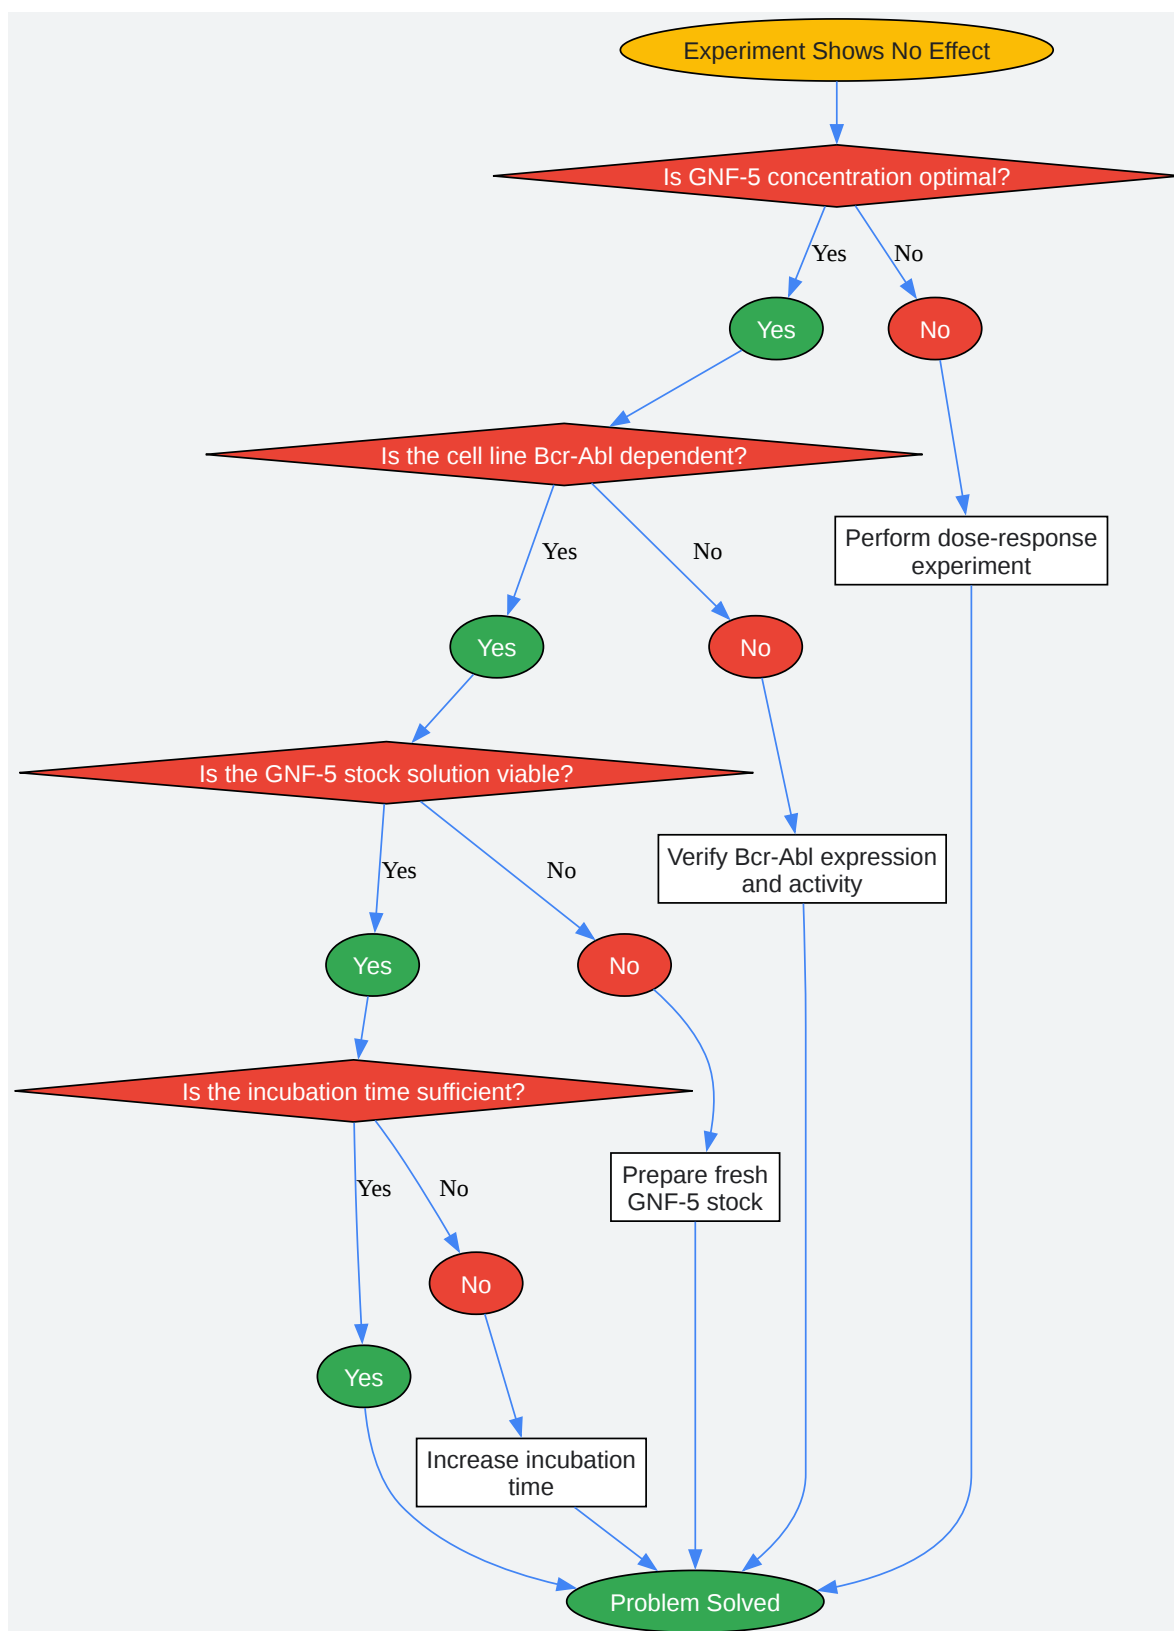 Experiment Shows No Effect
Is GNF-5 concentration optimal?
Yes
No
Yes
No
Is the cell line Bcr-Abl dependent?
Yes
No
Perform dose-response
experiment
Yes
No
Is the GNF-5 stock solution viable?
Yes
No
Verify Bcr-Abl expression
and activity
Yes
No
Is the incubation time sufficient?
Yes
No
Prepare fresh
GNF-5 stock
No
Yes
Increase incubation
time
Problem Solved